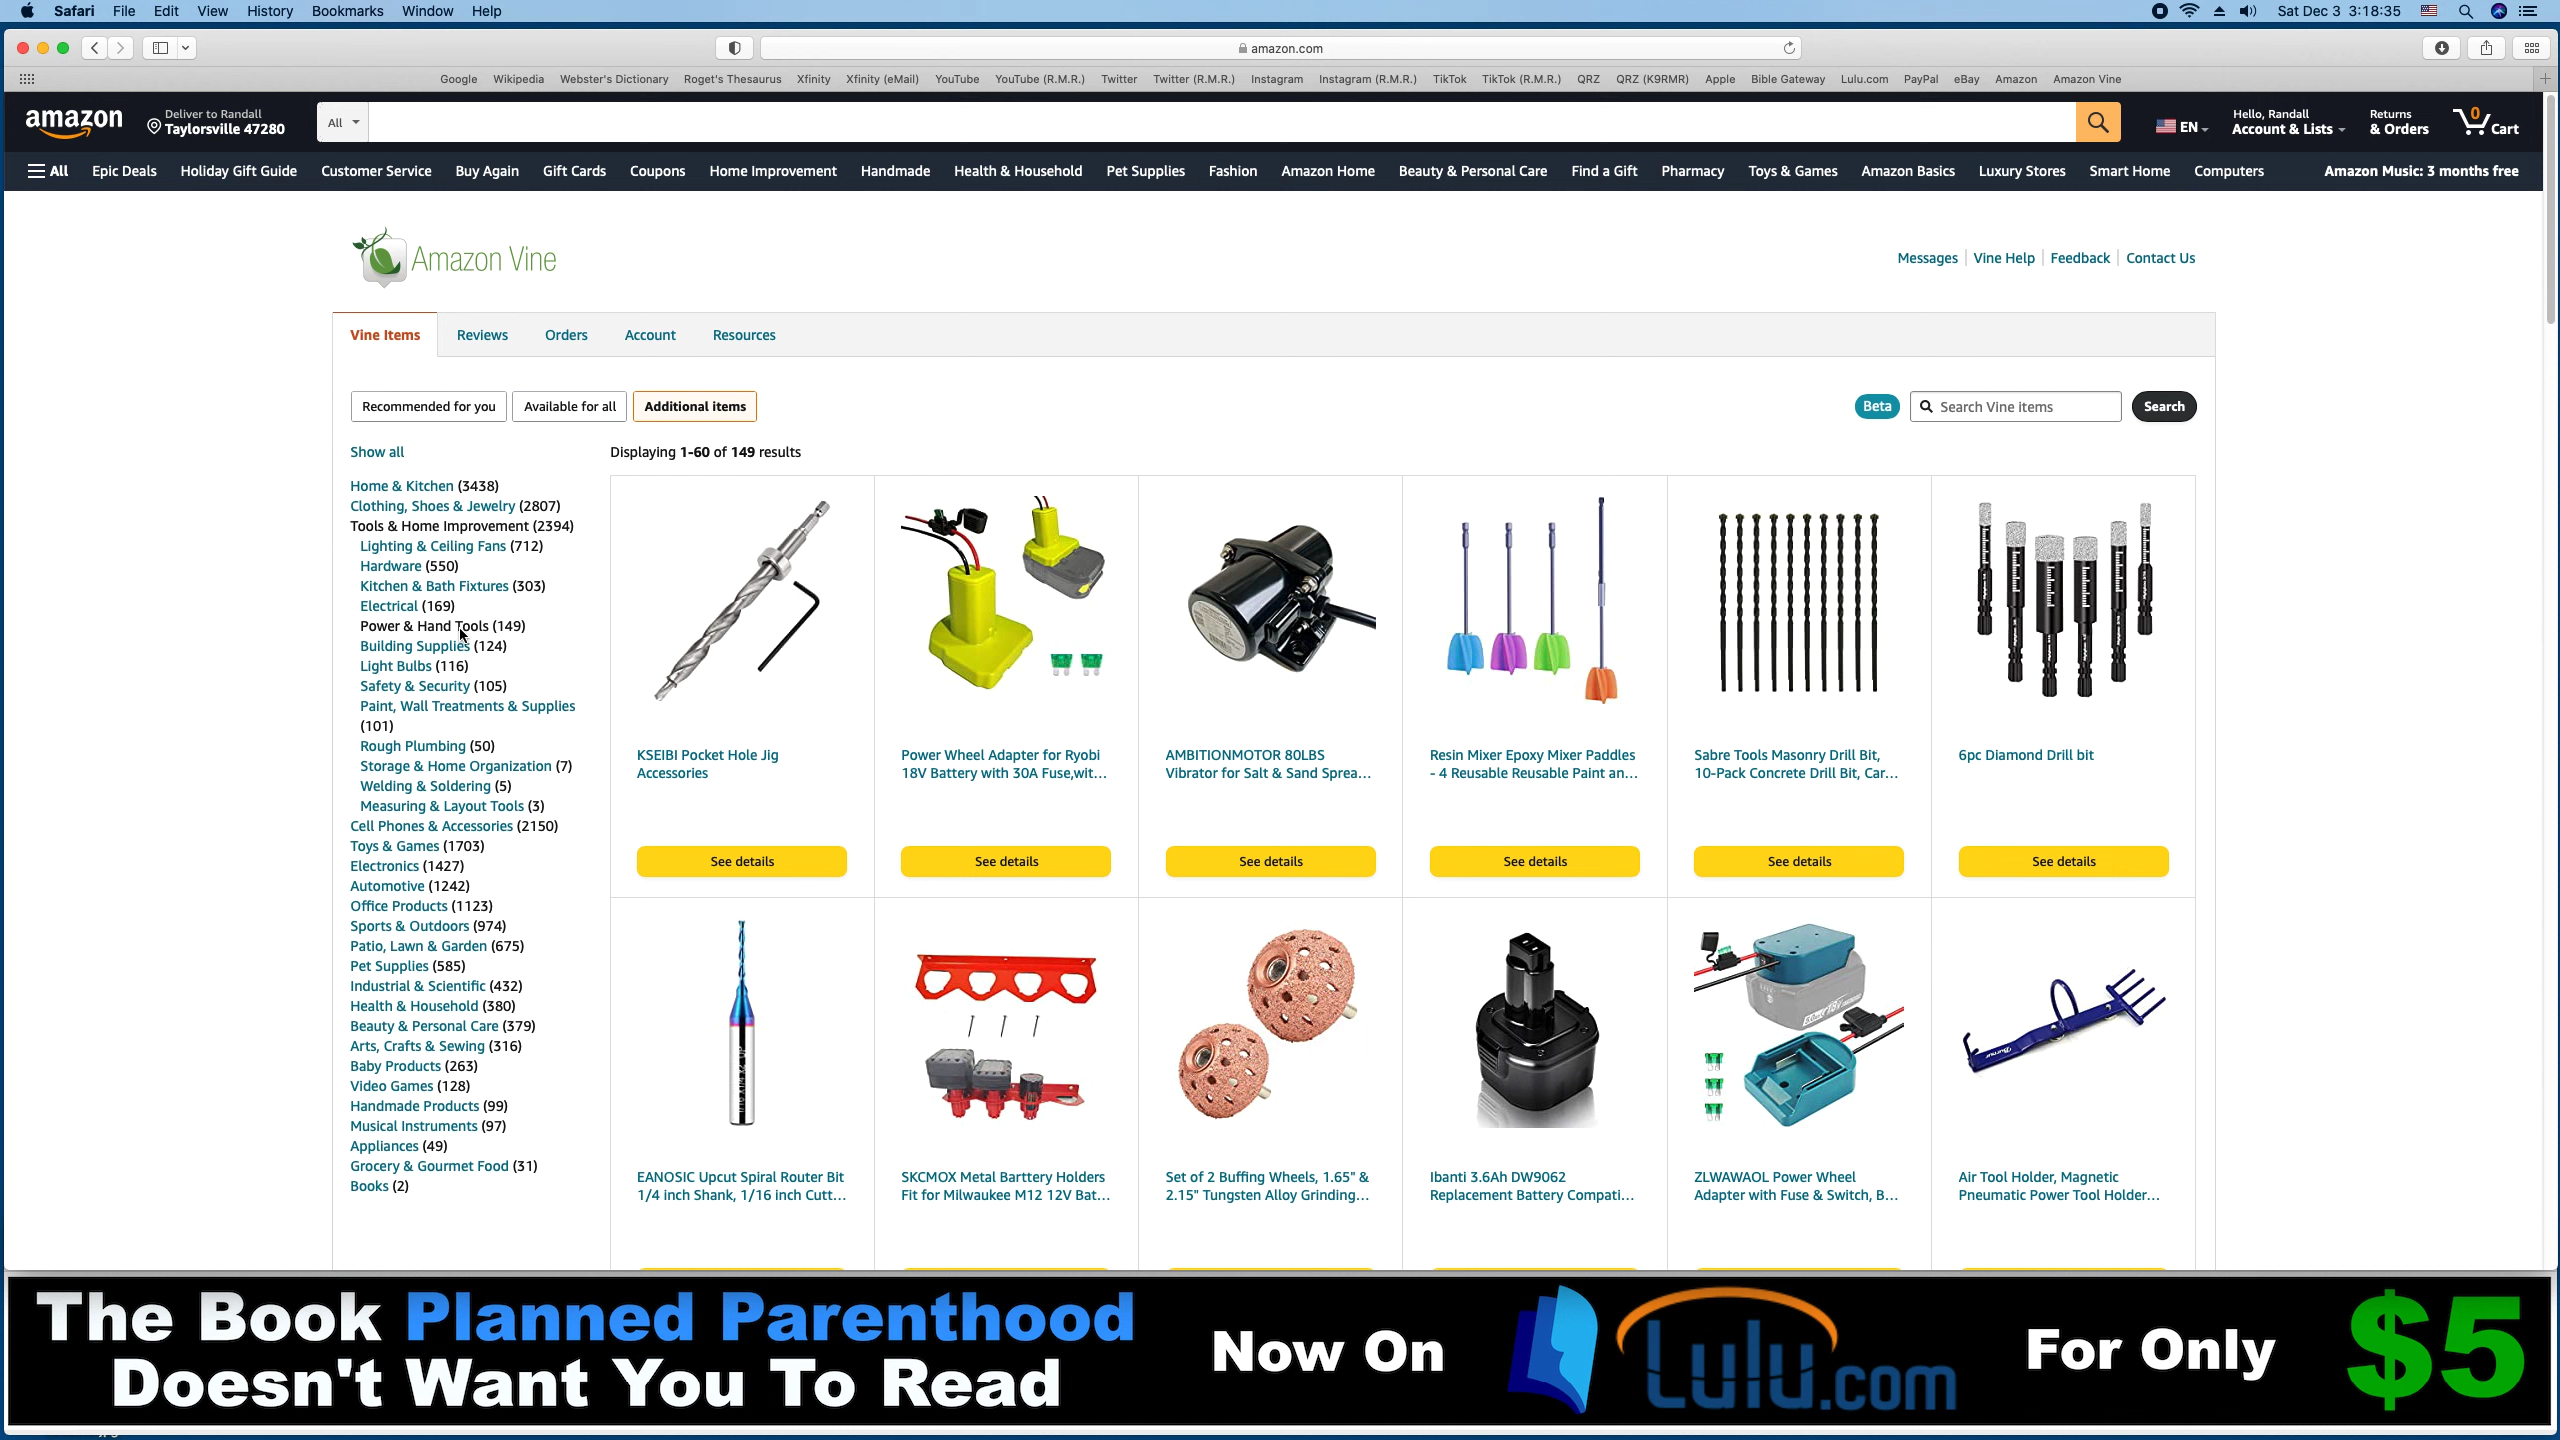 Safari File Edit View History Bookmarks Window Help
Sat Dec 3 3:18:35
amazon.com
Google Wikipedia Webster's Dictionary Roget's Thesaurus Xfinity Xfinity (eMail) YouTube YouTube (R.M.R.) Twitter Twitter (R.M.R.) Instagram Instagram (R.M.R.) TikTok TikTok (R.M.R.) QRZ QRZ (K9RMR) Apple Bible Gateway Lulu.com PayPal eBay Amazon Amazon Vine
amazon
Deliver to Randall
Taylorsville 47280
All
EN
Hello, Randall
Account & Lists
Returns
& Orders
0
Cart
All Epic Deals Holiday Gift Guide Customer Service Buy Again Gift Cards Coupons Home Improvement Handmade Health & Household Pet Supplies Fashion Amazon Home Beauty & Personal Care Find a Gift Pharmacy Toys & Games Amazon Basics Luxury Stores Smart Home Computers Amazon Music: 3 months free
Amazon Vine
Messages Vine Help Feedback Contact Us
Vine Items Reviews Orders Account Resources
Recommended for you Available for all Additional items
Beta Search Vine items Search
Show all
Displaying 1-60 of 149 results
Home & Kitchen (3438)
Clothing, Shoes & Jewelry (2807)
Tools & Home Improvement (2394)
Lighting & Ceiling Fans (712)
Hardware (550)
Kitchen & Bath Fixtures (303)
Electrical (169)
Power & Hand Tools (149)
Building Supplies (124)
Light Bulbs (116)
Safety & Security (105)
Paint, Wall Treatments & Supplies
(101)
Rough Plumbing (50)
Storage & Home Organization (7)
Welding & Soldering (5)
Measuring & Layout Tools (3)
Cell Phones & Accessories (2150)
Toys & Games (1703)
Electronics (1427)
Automotive (1242)
Office Products (1123)
Sports & Outdoors (974)
Patio, Lawn & Garden (675)
Pet Supplies (585)
Industrial & Scientific (432)
Health & Household (380)
Beauty & Personal Care (379)
Arts, Crafts & Sewing (316)
Baby Products (263)
Video Games (128)
Handmade Products (99)
Musical Instruments (97)
Appliances (49)
Grocery & Gourmet Food (31)
Books (2)
KSEIBI Pocket Hole Jig
Accessories
See details
Power Wheel Adapter for Ryobi
18V Battery with 30A Fuse,wit...
See details
AMBITIONMOTOR 80LBS
Vibrator for Salt & Sand Sprea...
See details
Resin Mixer Epoxy Mixer Paddles
- 4 Reusable Reusable Paint an...
See details
Sabre Tools Masonry Drill Bit,
10-Pack Concrete Drill Bit, Car...
See details
6pc Diamond Drill bit
See details
EANOSIC Upcut Spiral Router Bit
1/4 inch Shank, 1/16 inch Cutt...
SKCMOX Metal Barttery Holders
Fit for Milwaukee M12 12V Bat...
Set of 2 Buffing Wheels, 1.65" &
2.15" Tungsten Alloy Grinding...
Ibanti 3.6Ah DW9062
Replacement Battery Compati...
ZLWAWAOL Power Wheel
Adapter with Fuse & Switch, B...
Air Tool Holder, Magnetic
Pneumatic Power Tool Holder...
The Book Planned Parenthood
Doesn't Want You To Read
Now On
Lulu.com
For Only
$5